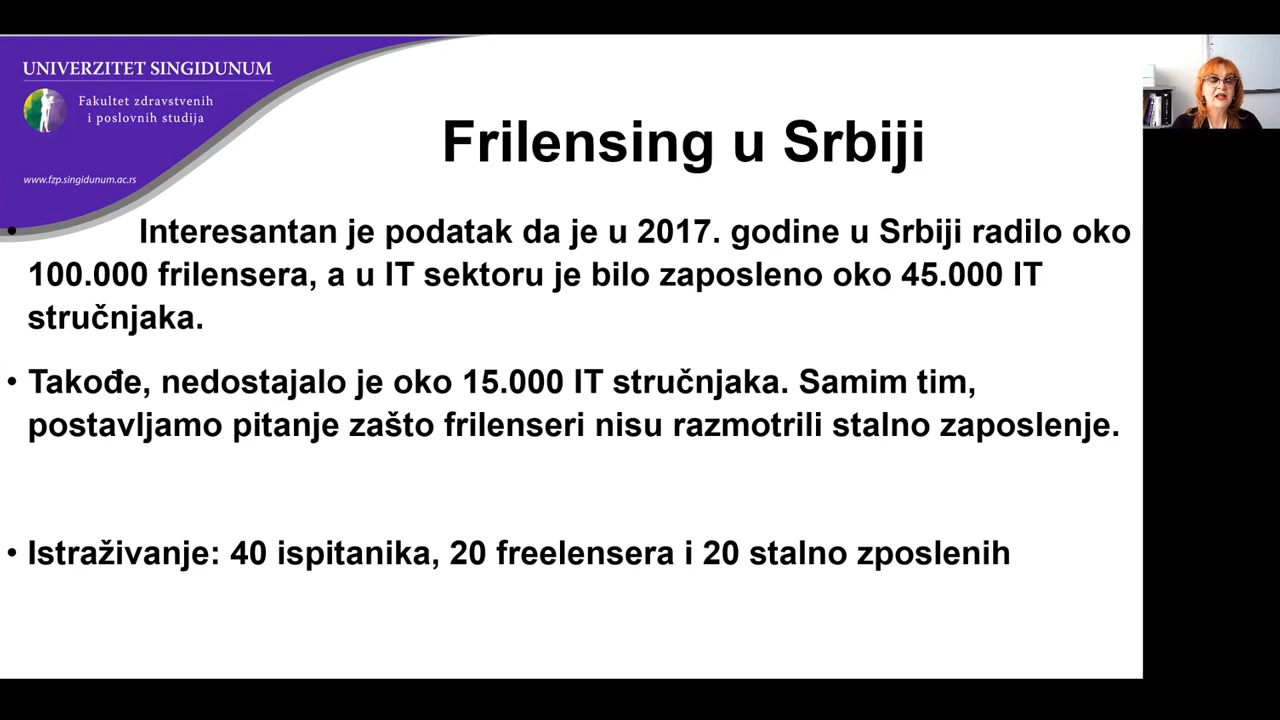 UNIVERZITET SINGIDUNUM
Fakultet zdravstvenih
i poslovnih studija
www.fzp.singidunum.ac.rs
Frilensing u Srbiji
• Interesantan je podatak da je u 2017. godine u Srbiji radilo oko
100.000 frilensera, a u IT sektoru je bilo zaposleno oko 45.000 IT
stručnjaka.
• Takođe, nedostajalo je oko 15.000 IT stručnjaka. Samim tim,
postavljamo pitanje zašto frilenseri nisu razmotrili stalno zaposlenje.
• Istraživanje: 40 ispitanika, 20 freelensera i 20 stalno zposlenih